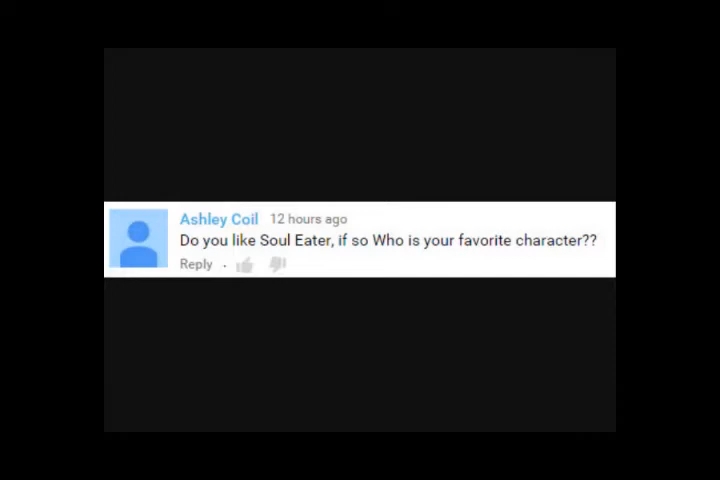 Ashley Coil 12 hours ago
Do you like Soul Eater, if so Who is your favorite character??
Reply ·